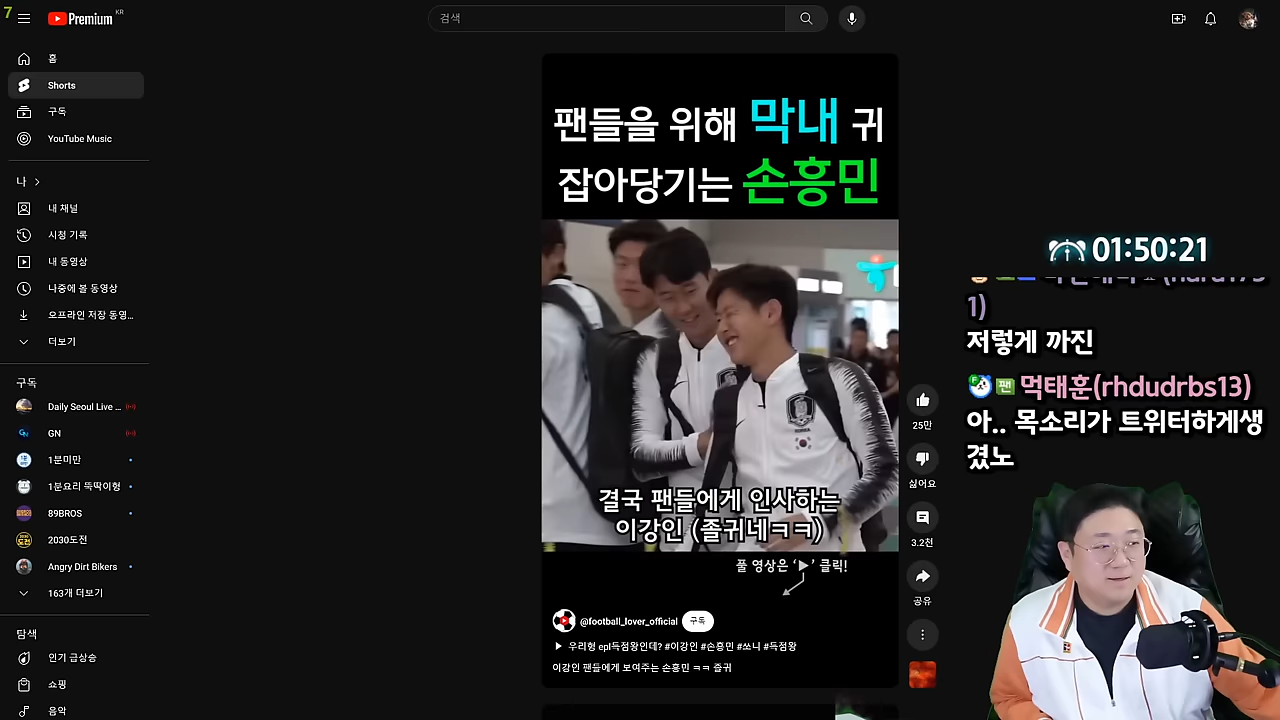 7
Premium KR
검색
홈
Shorts
구독
YouTube Music
나
내 채널
시청 기록
내 동영상
나중에 볼 동영상
오프라인 저장 동영...
더보기
구독
Daily Seoul Live ...
GN
1분미만
1분요리 뚝딱이형
89BROS
2030도전
Angry Dirt Bikers
163개 더보기
탐색
인기 급상승
쇼핑
음악
팬들을 위해 막내 귀
잡아당기는 손흥민
결국 팬들에게 인사하는
이강인 (졸귀네ㅋㅋ)
풀 영상은 '▶' 클릭!
@football_lover_official 구독
▶ 우리형 epl득점왕인데? #이강인 #손흥민 #쏘니 #득점왕
이강인 팬들에게 보여주는 손흥민 ㅋㅋ 졸귀
25만
싫어요
3.2천
공유
01:50:21
1)
저렇게 까진
팬 먹태훈(rhdudrbs13)
아.. 목소리가 트위터하게생
겼노